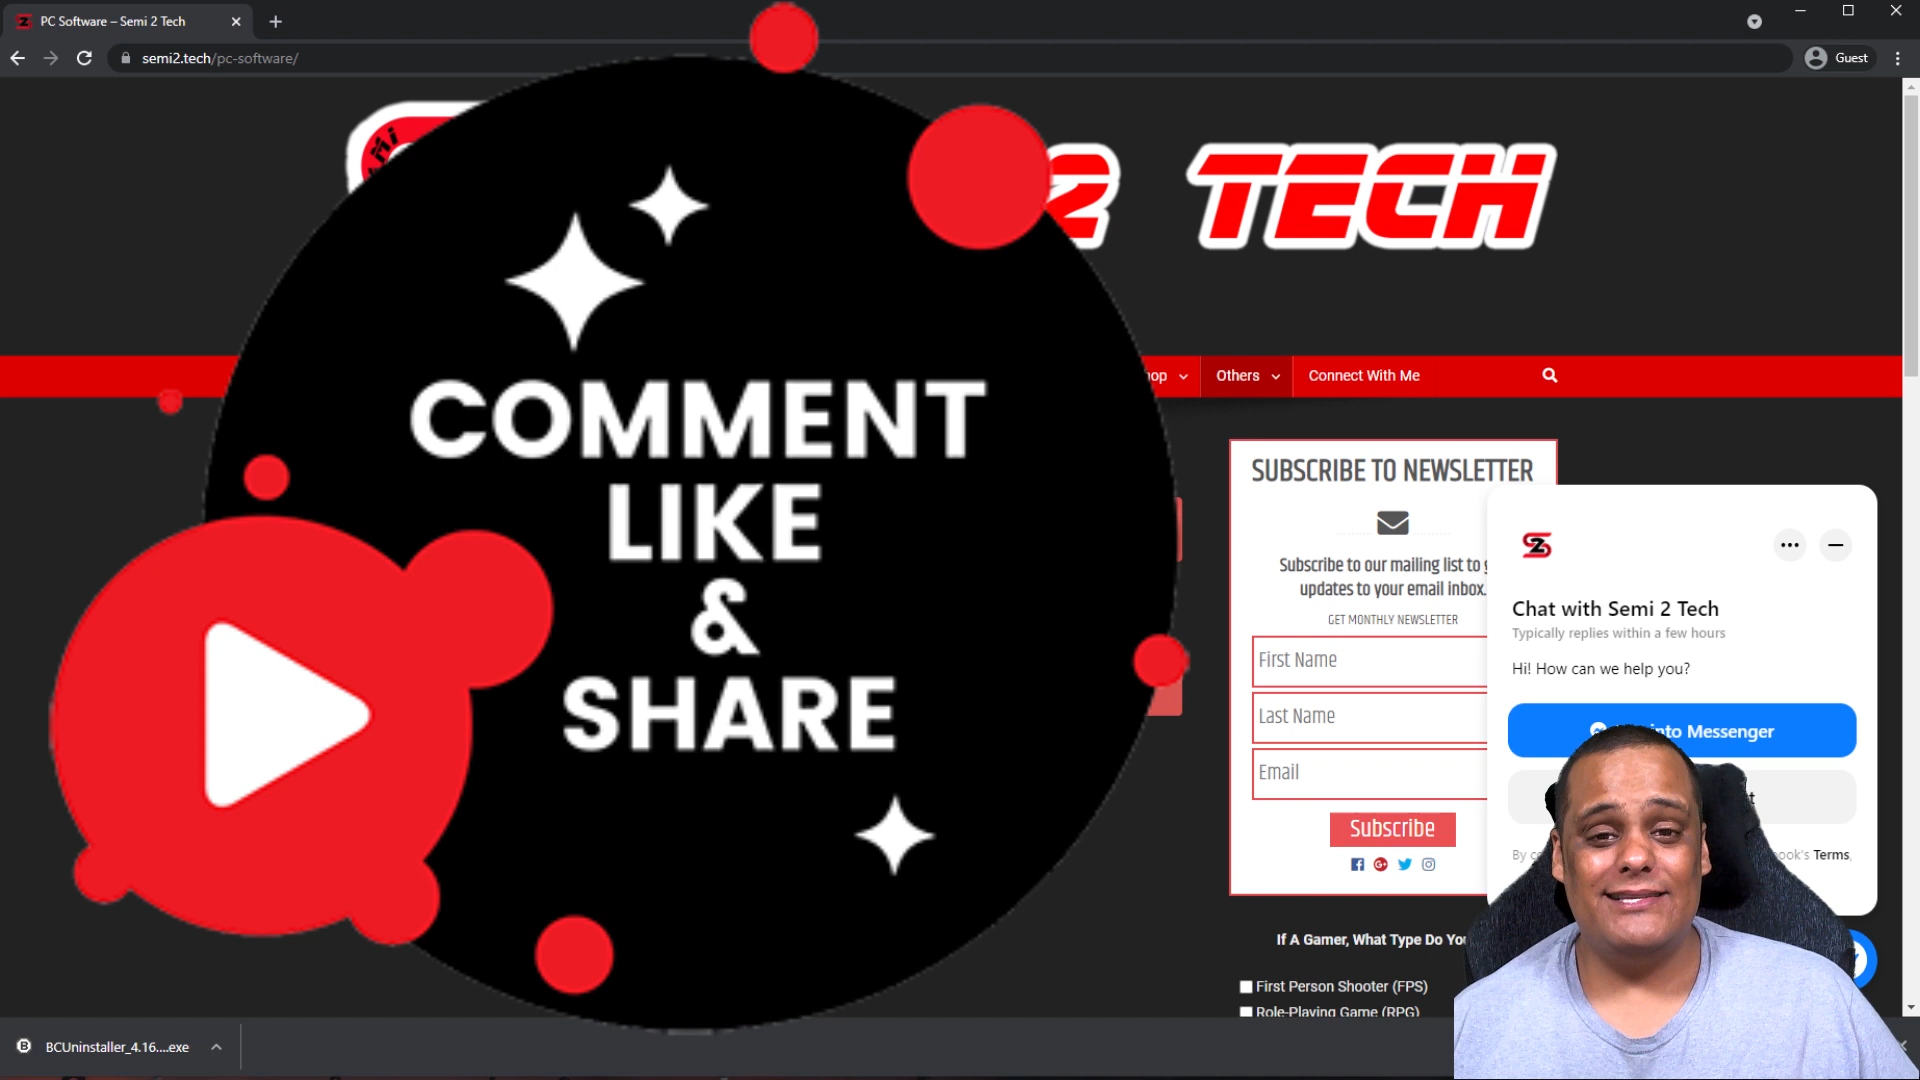 PC Software – Semi 2 Tech
semi2.tech/pc-software/
Guest
2 TECH
Others
Connect With Me
COMMENT
LIKE
&
SHARE
SUBSCRIBE TO NEWSLETTER
Subscribe to our mailing list to
updates to your email inbox.
GET MONTHLY NEWSLETTER
First Name
Last Name
Email
Subscribe
Chat with Semi 2 Tech
Typically replies within a few hours
Hi! How can we help you?
into Messenger
By
Terms,
If A Gamer, What Type Do
First Person Shooter (FPS)
Role-Playing Game (RPG)
BCUninstaller_4.16....exe